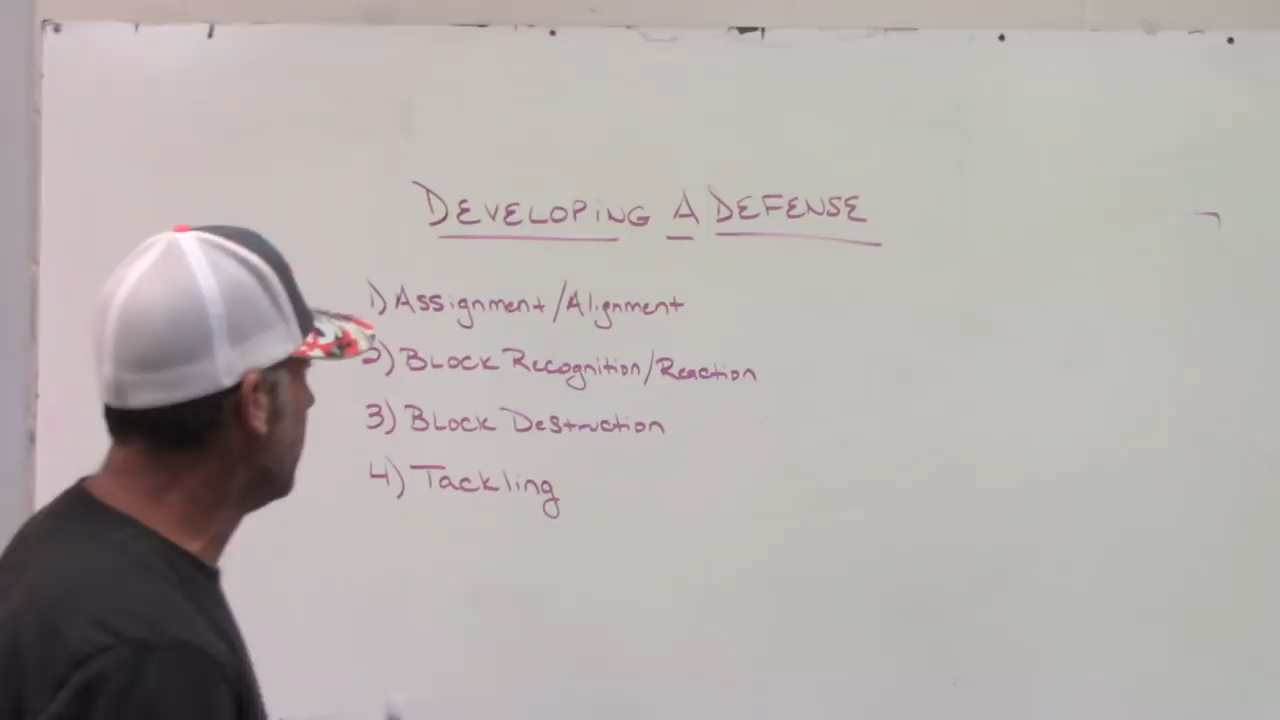 DEVELOPING A DEFENSE
1) Assignment/Alignment
2) Block Recognition/Reaction
3) Block Destruction
4) Tackling